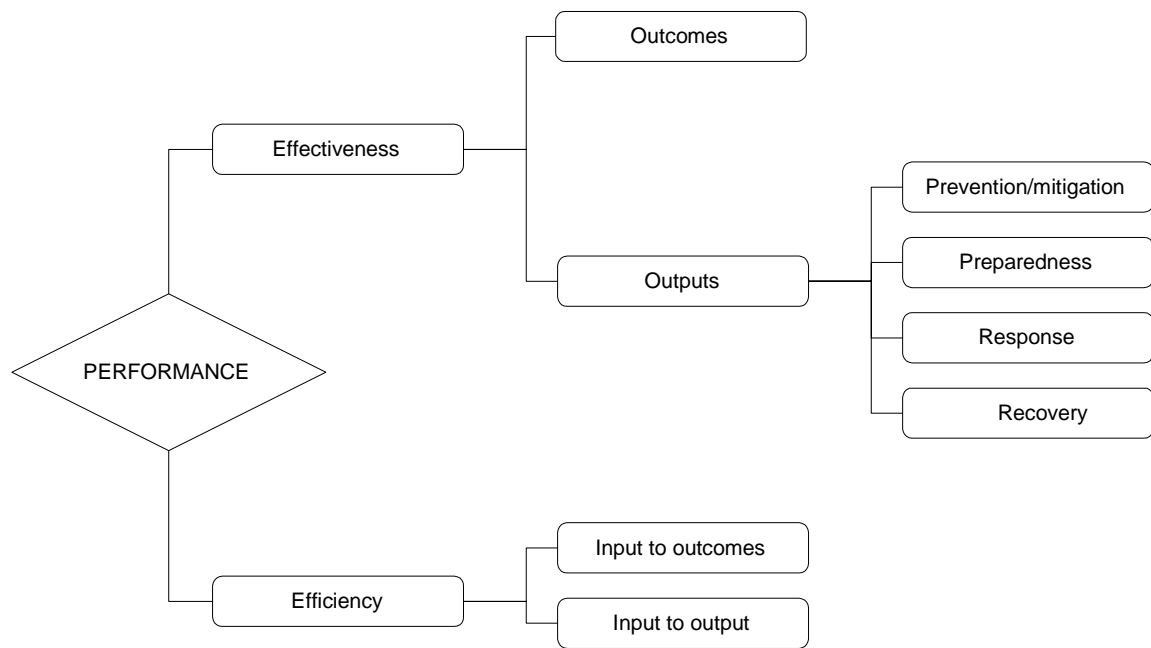 Outcomes
Effectiveness
Prevention/mitigation
Preparedness
Outputs
Response
PERFORMANCE
Recovery
Input to outcomes
Efficiency
Input to output